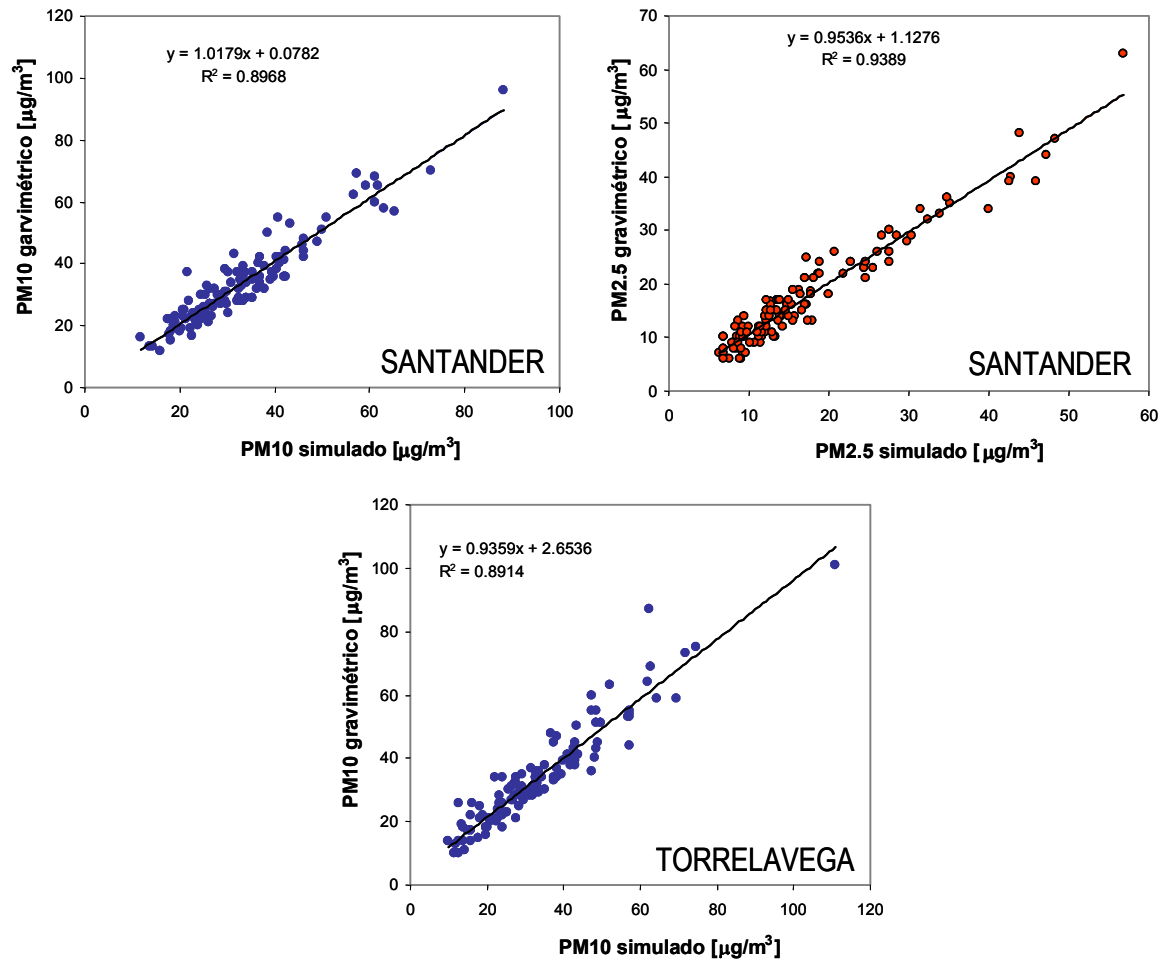 120
100
80
60
40
20
0
PM10 garvimétrico [µg/m³]
y = 1.0179x + 0.0782
R² = 0.8968
SANTANDER
0 20 40 60 80 100
PM10 simulado [µg/m³]
70
60
50
40
30
20
10
0
PM2.5 gravimétrico [ µg/m³]
y = 0.9536x + 1.1276
R² = 0.9389
SANTANDER
0 10 20 30 40 50 60
PM2.5 simulado [ µg/m³]
120
100
80
60
40
20
0
PM10 gravimétrico [µg/m³]
y = 0.9359x + 2.6536
R² = 0.8914
TORRELAVEGA
0 20 40 60 80 100 120
PM10 simulado [µg/m³]